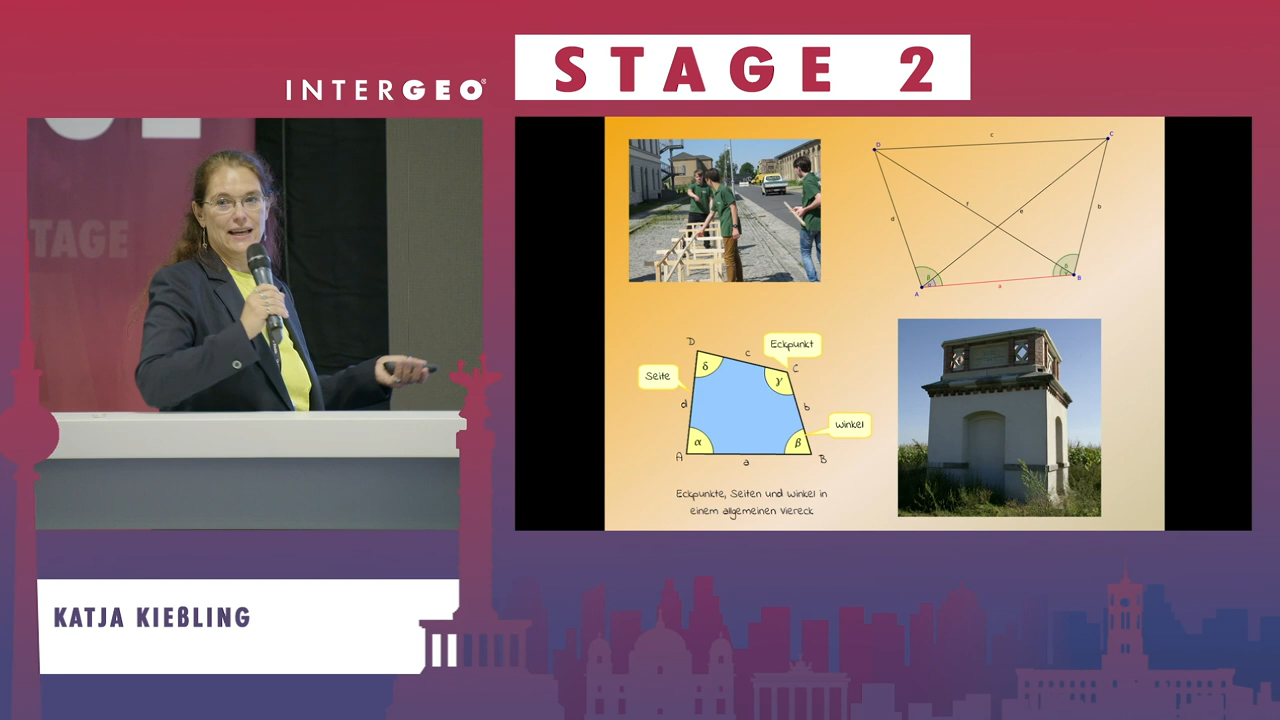 STAGE 2
INTERGEO®
TAGE
D
c
C
d
f
e
b
A
a
B
β
D
c
Eckpunkt
C
δ
γ
Seite
d
b
Winkel
α
β
A
a
B
Eckpunkte, Seiten und Winkel in
einem allgemeinen Viereck
KATJA KIEßLING